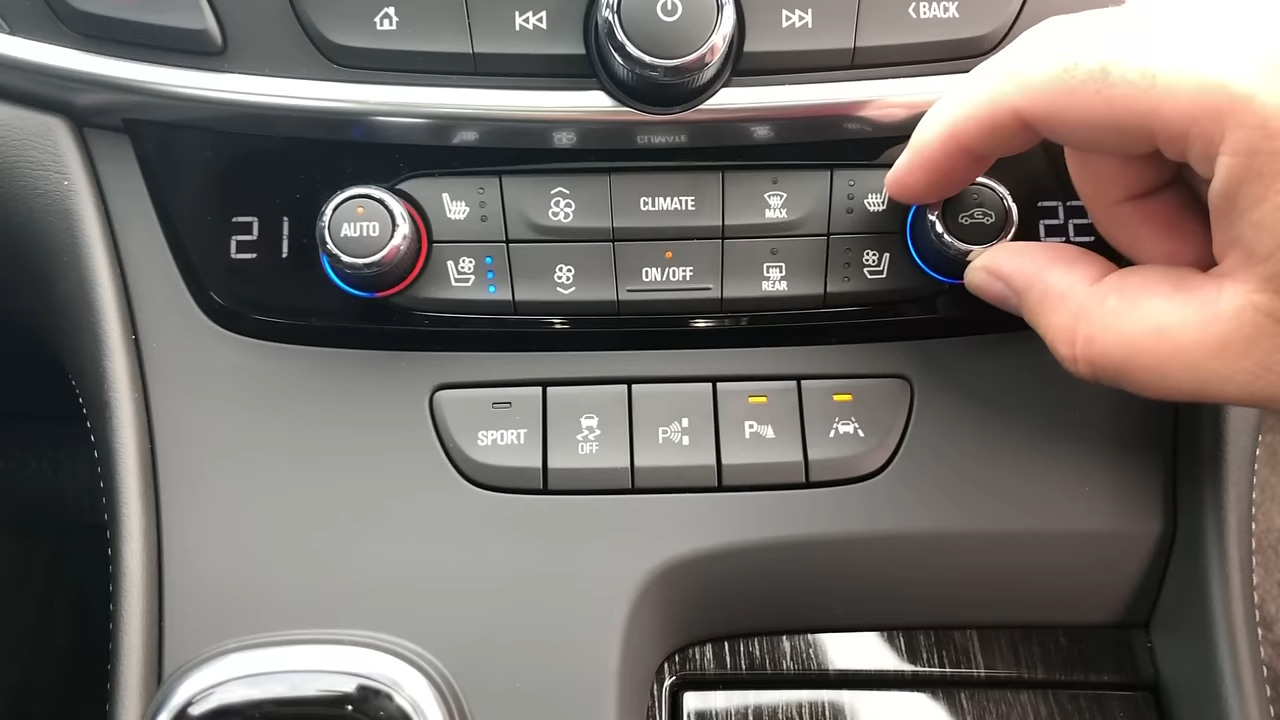 <BACK
21
AUTO
CLIMATE
MAX
22
ON/OFF
REAR
SPORT
OFF
P
P